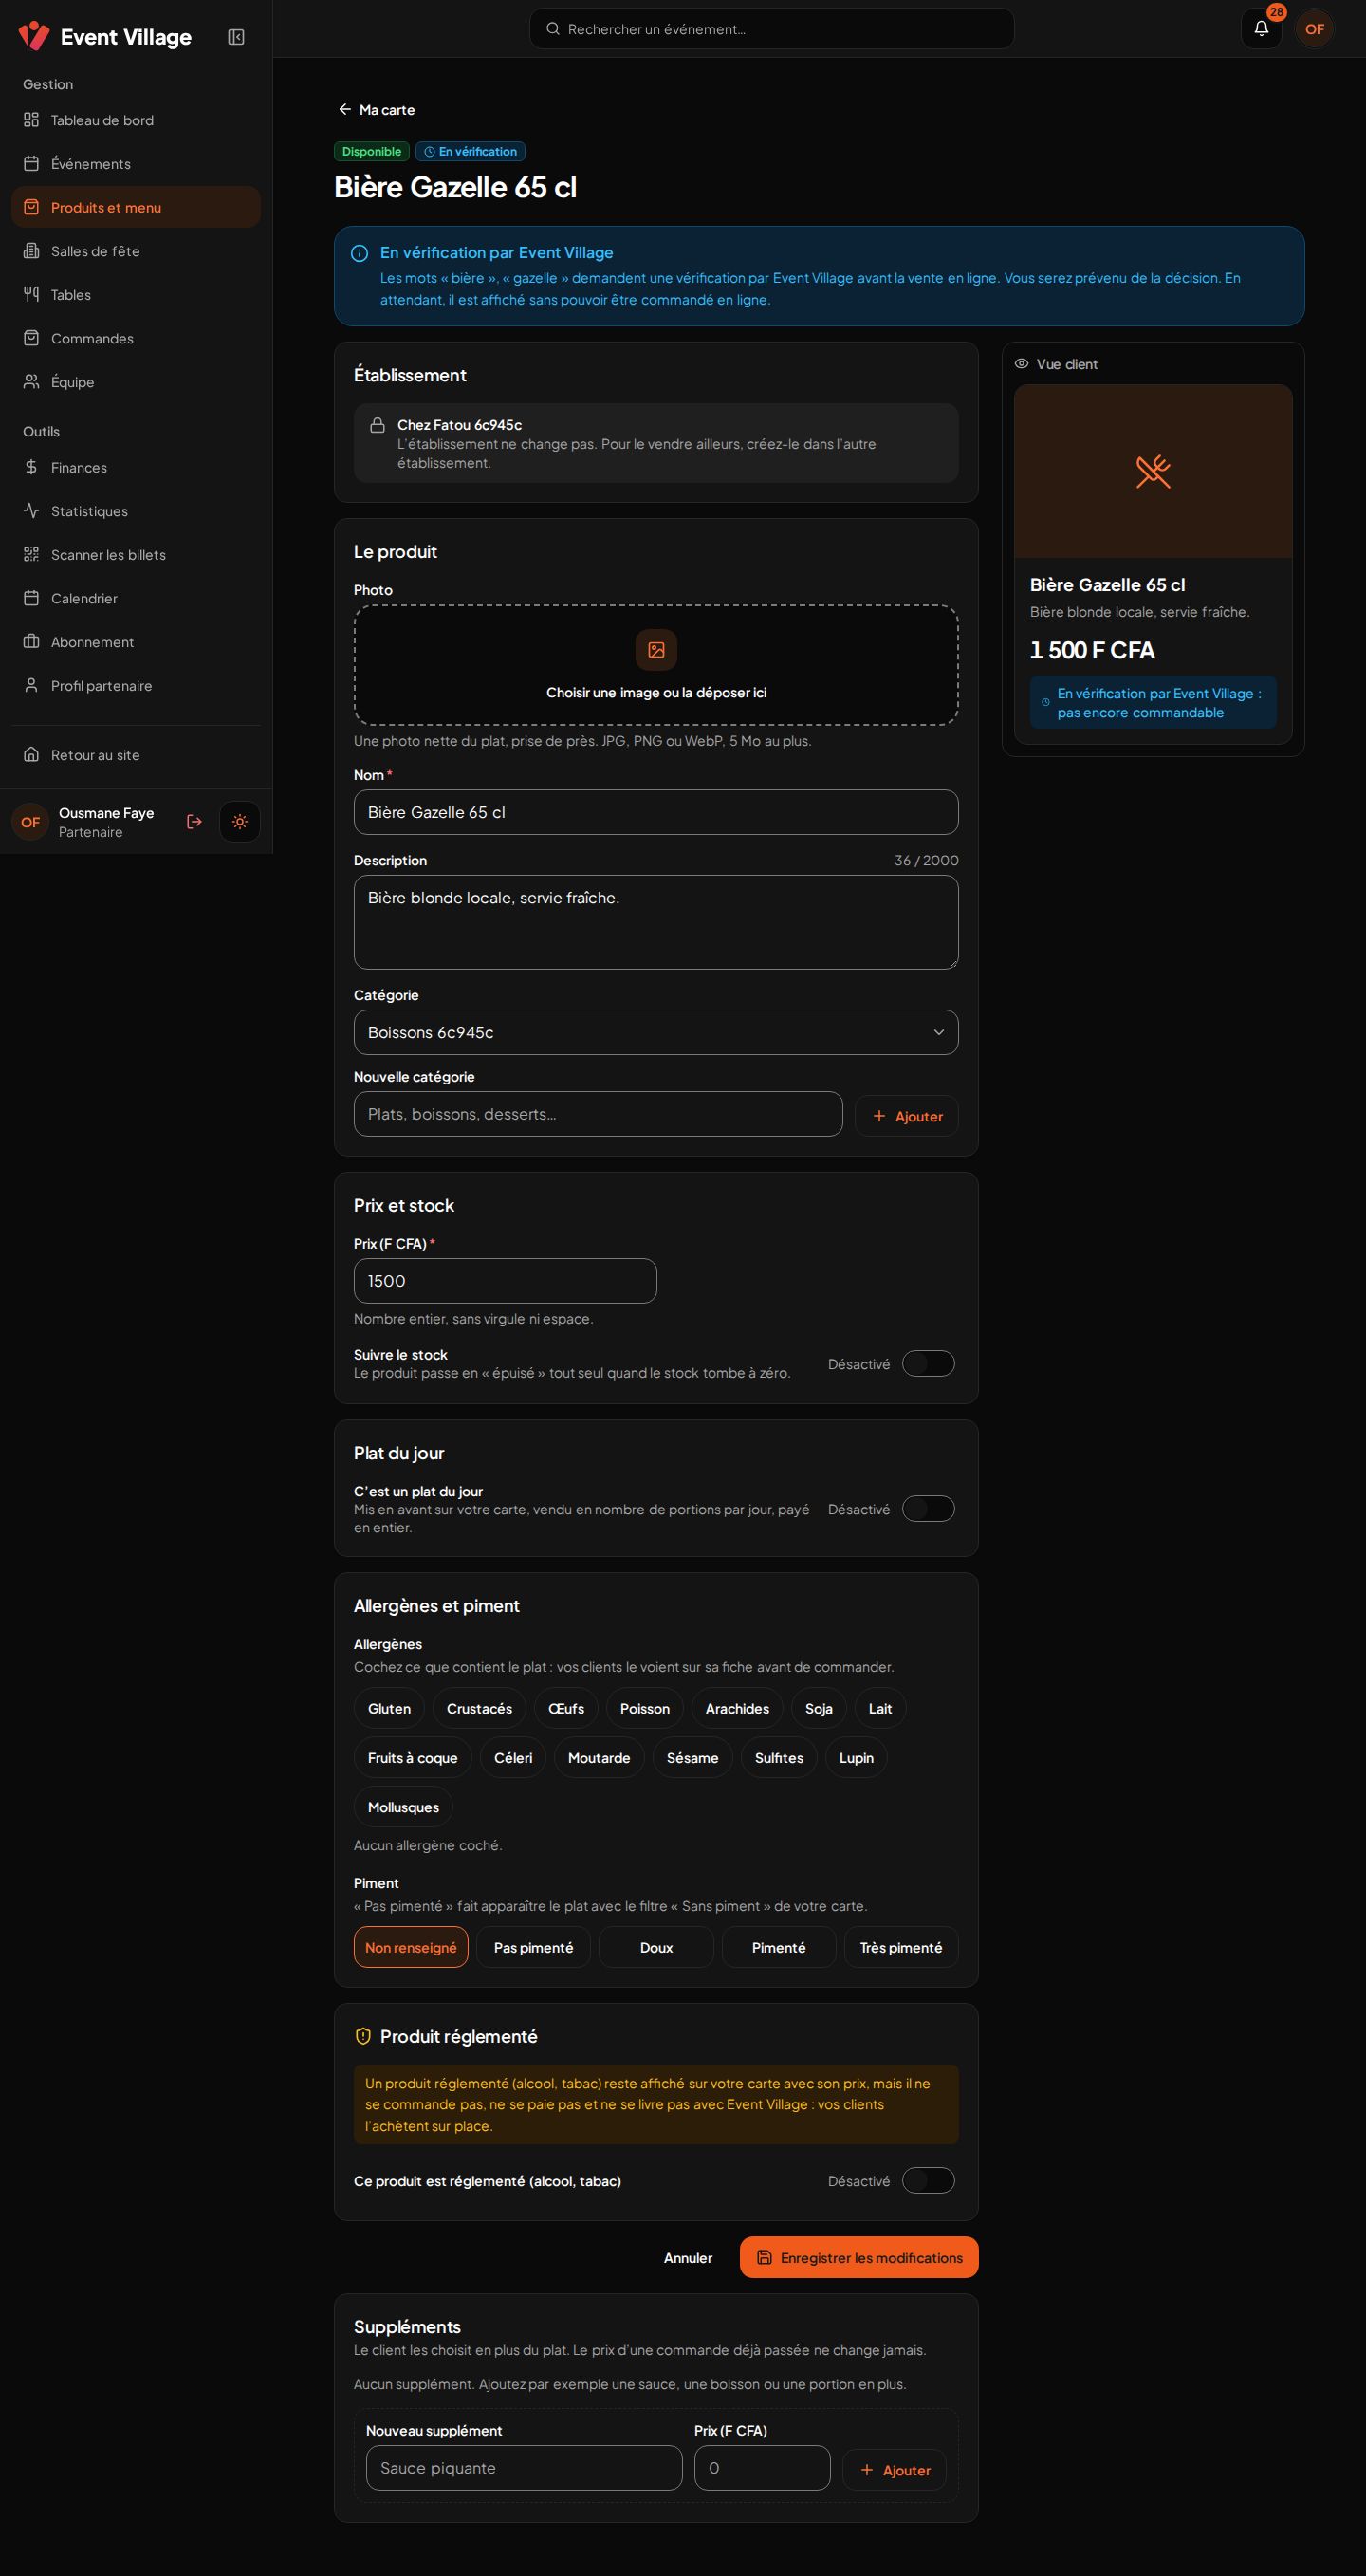 Event Village
Rechercher un événement...
28
OF
Gestion
Tableau de bord
Événements
Produits et menu
Salles de fête
Tables
Commandes
Équipe
Outils
Finances
Statistiques
Scanner les billets
Calendrier
Abonnement
Profil partenaire
Retour au site
OF
Ousmane Faye
Partenaire
Ma carte
Disponible
En vérification
Bière Gazelle 65 cl
En vérification par Event Village
Les mots « bière », « gazelle » demandent une vérification par Event Village avant la vente en ligne. Vous serez prévenu de la décision. En
attendant, il est affiché sans pouvoir être commandé en ligne.
Établissement
Chez Fatou 6c945c
L'établissement ne change pas. Pour le vendre ailleurs, créez-le dans l'autre
établissement.
Vue client
Bière Gazelle 65 cl
Bière blonde locale, servie fraîche.
1 500 F CFA
En vérification par Event Village :
pas encore commandable
Le produit
Photo
Choisir une image ou la déposer ici
Une photo nette du plat, prise de près. JPG, PNG ou WebP, 5 Mo au plus.
Nom *
Bière Gazelle 65 cl
Description
36 / 2000
Bière blonde locale, servie fraîche.
Catégorie
Boissons 6c945c
Nouvelle catégorie
Plats, boissons, desserts...
Ajouter
Prix et stock
Prix (F CFA) *
1500
Nombre entier, sans virgule ni espace.
Suivre le stock
Le produit passe en « épuisé » tout seul quand le stock tombe à zéro.
Désactivé
Plat du jour
C'est un plat du jour
Mis en avant sur votre carte, vendu en nombre de portions par jour, payé
en entier.
Désactivé
Allergènes et piment
Allergènes
Cochez ce que contient le plat : vos clients le voient sur sa fiche avant de commander.
Gluten
Crustacés
Œufs
Poisson
Arachides
Soja
Lait
Fruits à coque
Céleri
Moutarde
Sésame
Sulfites
Lupin
Mollusques
Aucun allergène coché.
Piment
« Pas pimenté » fait apparaître le plat avec le filtre « Sans piment » de votre carte.
Non renseigné
Pas pimenté
Doux
Pimenté
Très pimenté
Produit réglementé
Un produit réglementé (alcool, tabac) reste affiché sur votre carte avec son prix, mais il ne
se commande pas, ne se paie pas et ne se livre pas avec Event Village : vos clients
l'achètent sur place.
Ce produit est réglementé (alcool, tabac)
Désactivé
Annuler
Enregistrer les modifications
Suppléments
Le client les choisit en plus du plat. Le prix d'une commande déjà passée ne change jamais.
Aucun supplément. Ajoutez par exemple une sauce, une boisson ou une portion en plus.
Nouveau supplément
Prix (F CFA)
Sauce piquante
0
Ajouter